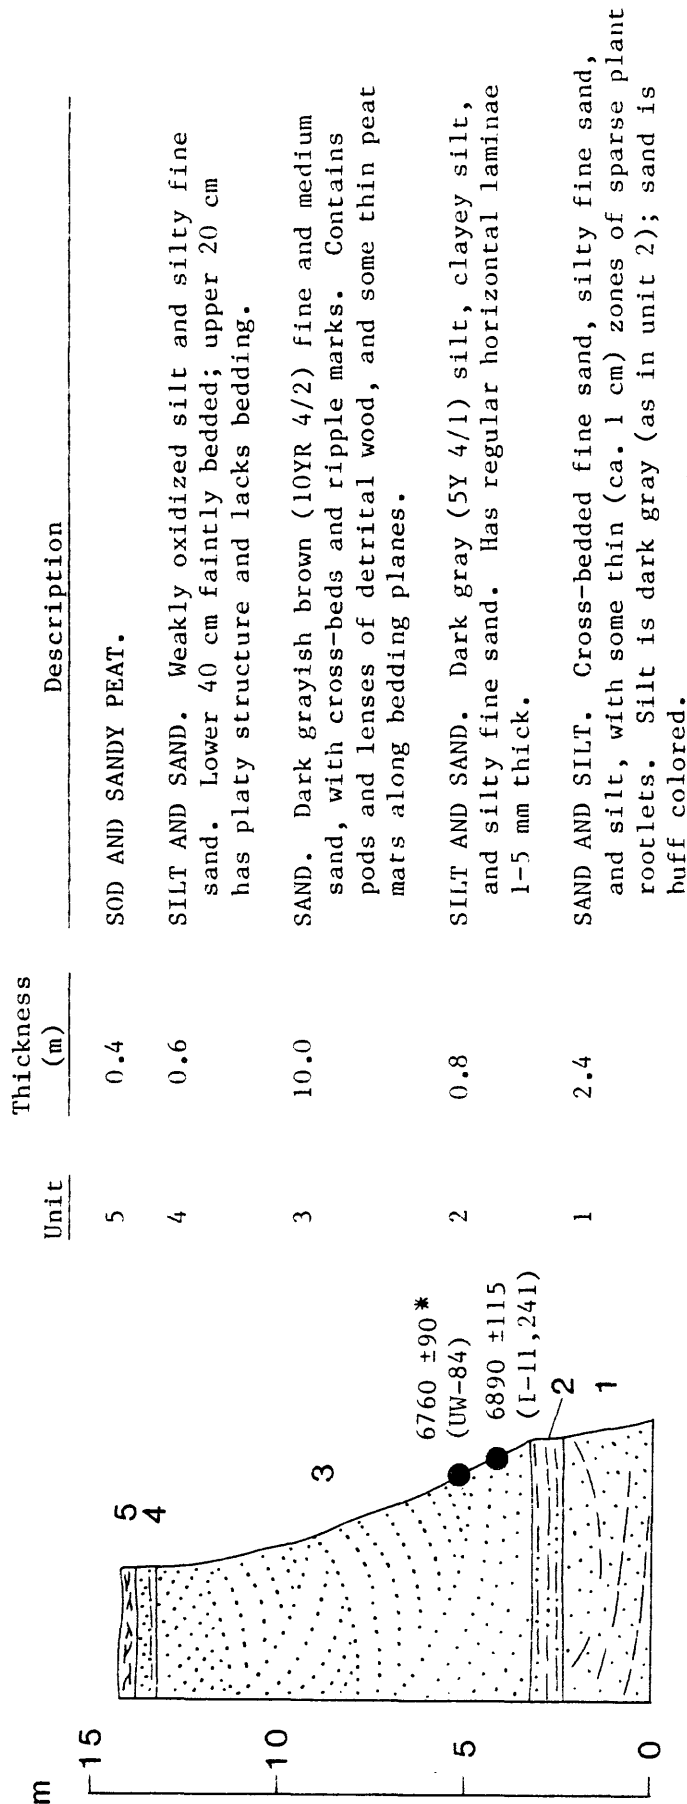 m
15
10
5
0
5
4
3
6760 ±90*
(UW-84)
6890 ±115
(I-11,241)
2
1
Unit
Thickness
(m)
Description
5 0.4 SOD AND SANDY PEAT.
4 0.6 SILT AND SAND. Weakly oxidized silt and silty fine
sand. Lower 40 cm faintly bedded; upper 20 cm
has platy structure and lacks bedding.
3 10.0 SAND. Dark grayish brown (10YR 4/2) fine and medium
sand, with cross-beds and ripple marks. Contains
pods and lenses of detrital wood, and some thin peat
mats along bedding planes.
2 0.8 SILT AND SAND. Dark gray (5Y 4/1) silt, clayey silt,
and silty fine sand. Has regular horizontal laminae
1-5 mm thick.
1 2.4 SAND AND SILT. Cross-bedded fine sand, silty fine sand,
and silt, with some thin (ca. 1 cm) zones of sparse plant
rootlets. Silt is dark gray (as in unit 2); sand is
buff colored.